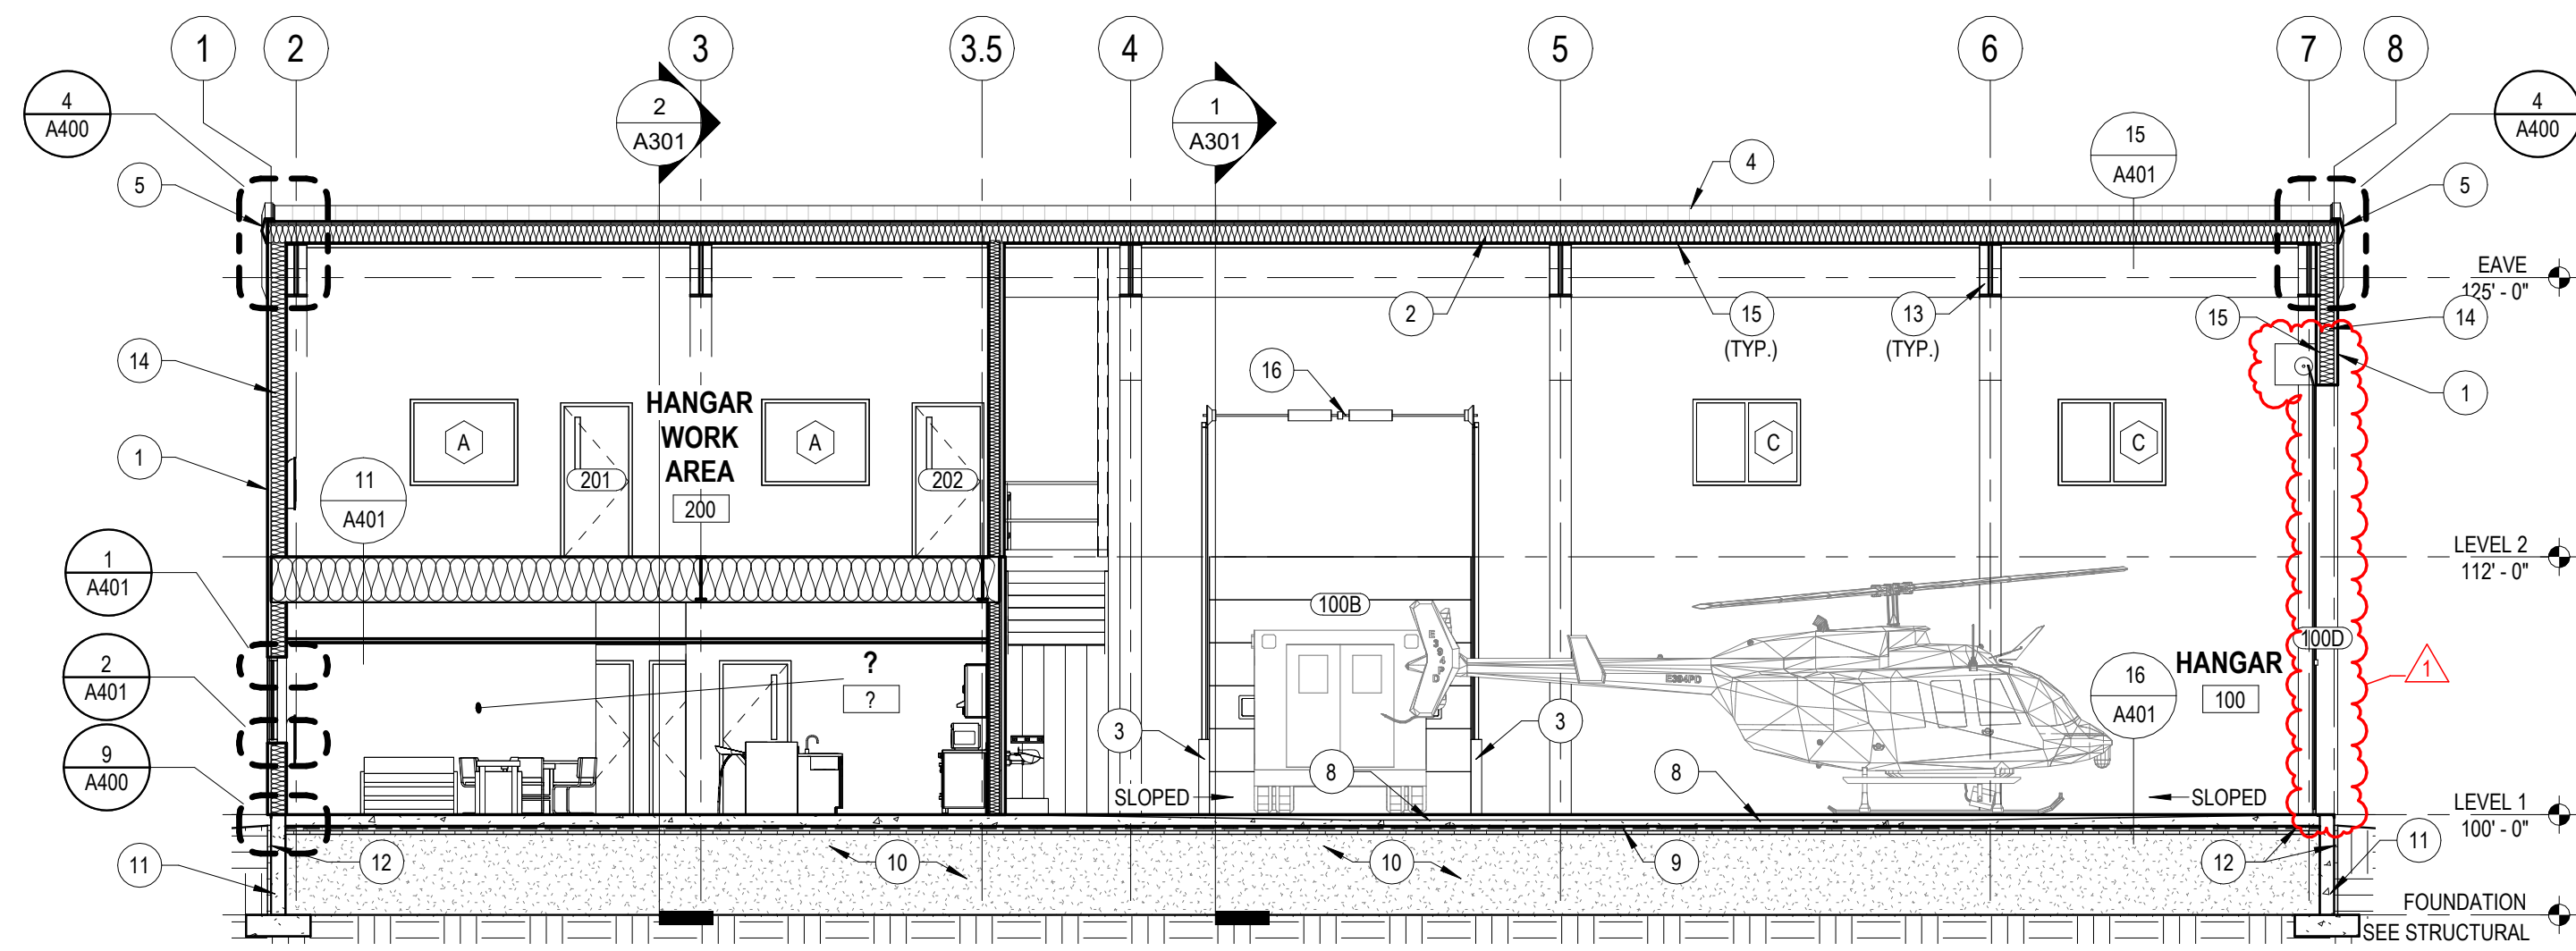 1
2
3
3.5
4
5
6
7
8
4
A400
2
A301
1
A301
4
15
A401
4
A400
5
5
EAVE
125' - 0"
2
15
(TYP.)
13
(TYP.)
15
14
14
16
1
HANGAR
WORK
AREA
200
A
A
C
C
201
202
1
11
A401
1
A401
LEVEL 2
112' - 0"
100B
100D
?
?
2
A401
E394PD
E394PD
HANGAR
100
16
A401
1
3
3
9
A400
8
8
SLOPED
SLOPED
LEVEL 1
100' - 0"
11
12
10
10
9
12
11
FOUNDATION
SEE STRUCTURAL